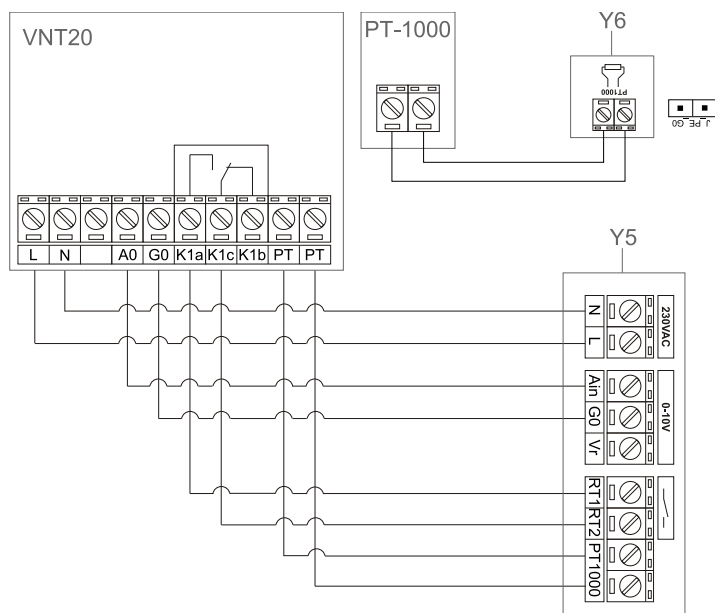 VNT20
PT-1000
Y6
PT1000
G0 PE J
L N A0 G0 K1a K1c K1b PT PT
Y5
N
L
230VAC
Ain
G0
Vr
0-10V
RT1
RT2
PT1000